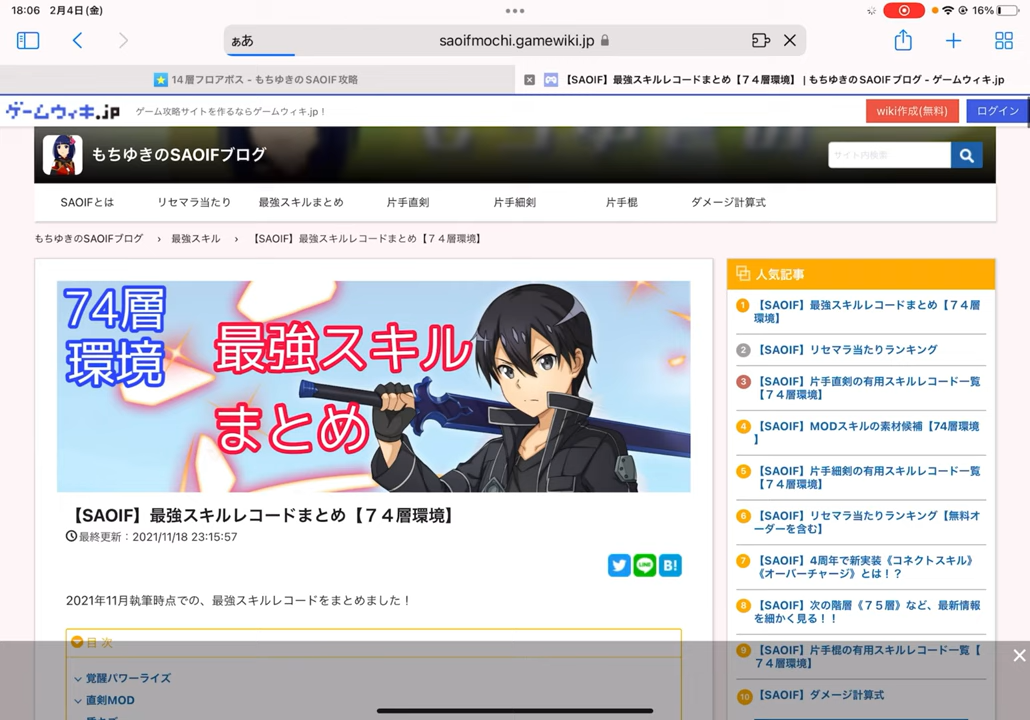 18:06 2月4日(金)
16%
ぁあ
saoifmochi.gamewiki.jp
14層フロアボス - もちゆきのSAOIF攻略
【SAOIF】最強スキルレコードまとめ【７４層環境】 | もちゆきのSAOIFブログ - ゲームウィキ.jp
ゲームウィキ.jp
ゲーム攻略サイトを作るならゲームウィキ.jp！
wiki作成(無料)
ログイン
もちゆきのSAOIFブログ
サイト内検索
SAOIFとは
リセマラ当たり
最強スキルまとめ
片手直剣
片手細剣
片手棍
ダメージ計算式
もちゆきのSAOIFブログ › 最強スキル › 【SAOIF】最強スキルレコードまとめ【７４層環境】
74層
環境
最強スキル
まとめ
【SAOIF】最強スキルレコードまとめ【７４層環境】
最終更新：2021/11/18 23:15:57
LINE
B!
2021年11月執筆時点での、最強スキルレコードをまとめました！
目 次
覚醒パワーライズ
直剣MOD
人気記事
1 【SAOIF】最強スキルレコードまとめ【７４層
環境】
2 【SAOIF】リセマラ当たりランキング
3 【SAOIF】片手直剣の有用スキルレコード一覧
【７４層環境】
4 【SAOIF】MODスキルの素材候補【74層環境
】
5 【SAOIF】片手細剣の有用スキルレコード一覧
【７４層環境】
6 【SAOIF】リセマラ当たりランキング【無料オ
ーダーを含む】
7 【SAOIF】4周年で新実装《コネクトスキル》
《オーバーチャージ》とは！？
8 【SAOIF】次の階層《７５層》など、最新情報
を細かく見る！！
9 【SAOIF】片手棍の有用スキルレコード一覧【
７４層環境】
10 【SAOIF】ダメージ計算式